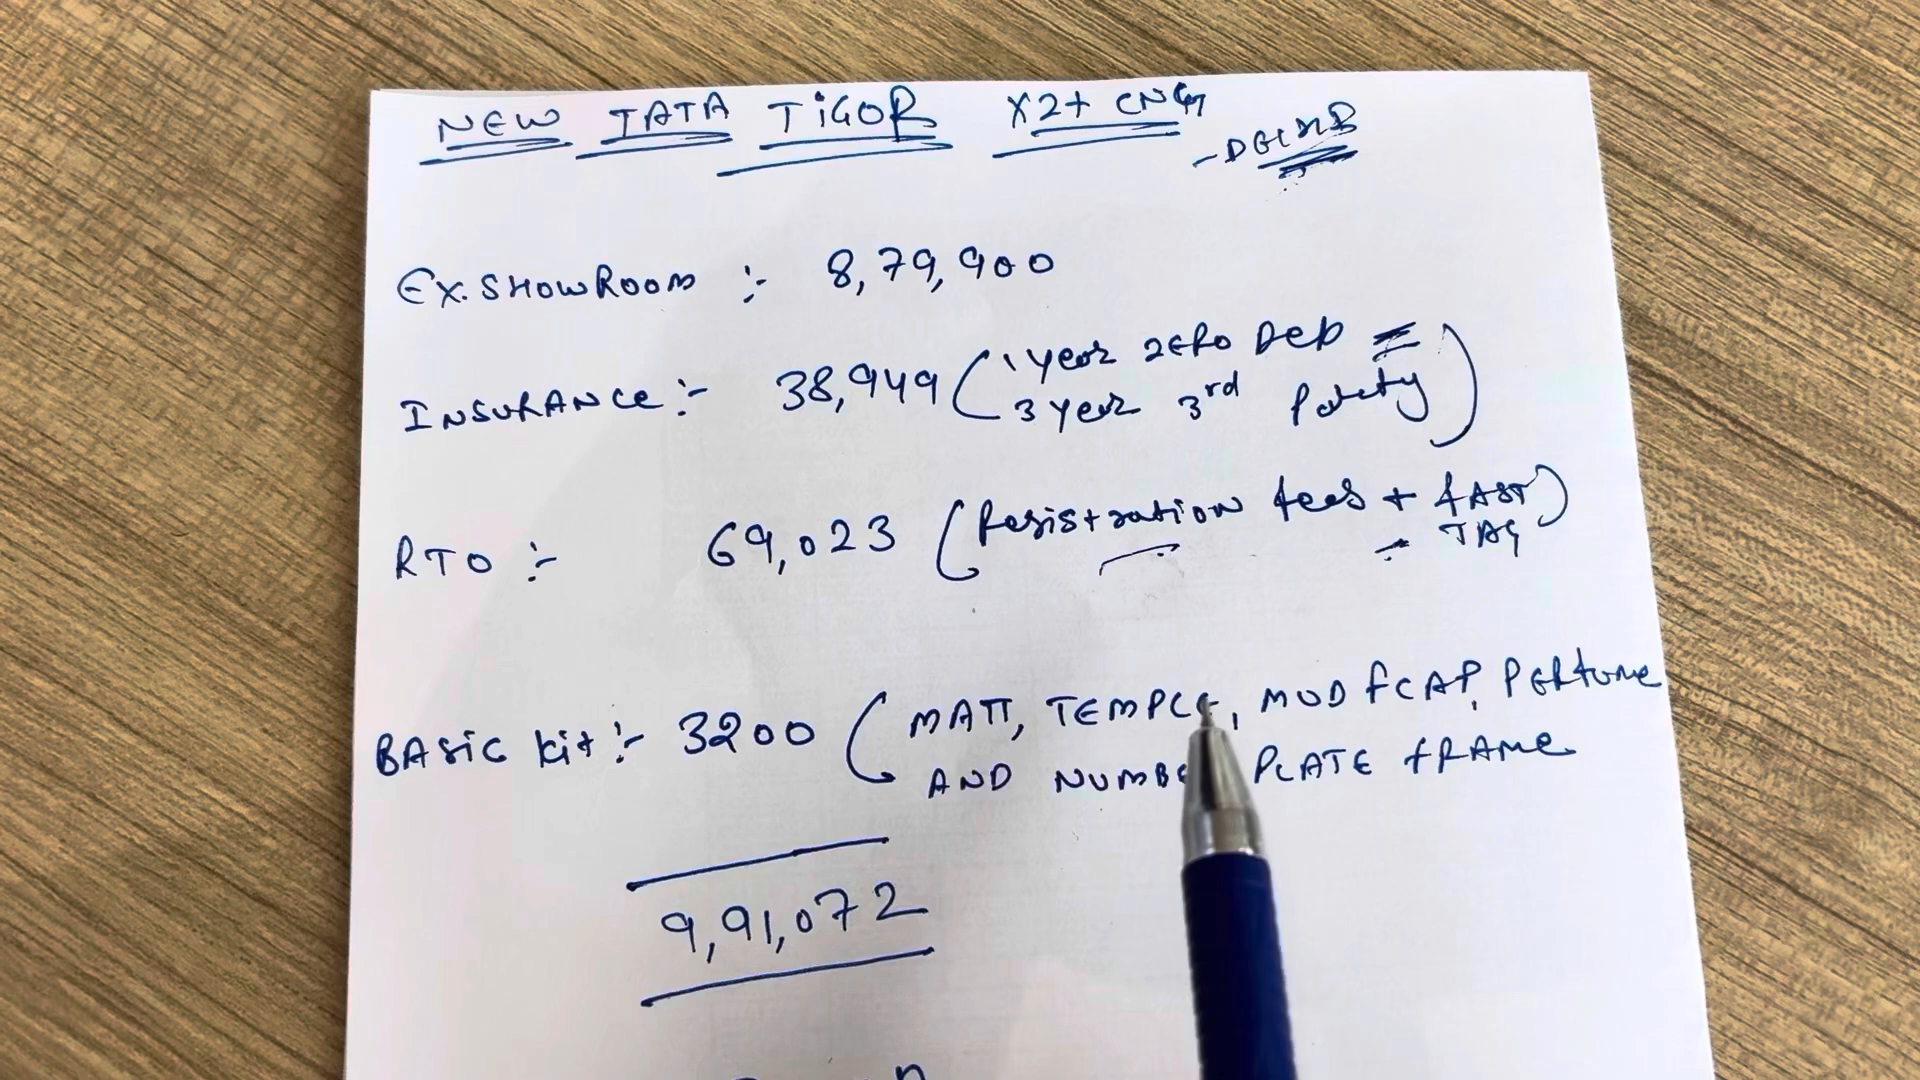 NEW TATA TiGOR X2+ CNG
EX. SHOWROOM :- 8,79,900
INSURANCE :- 38,949 (1 year zero Dep
3 year 3rd Party)
RTO :- 69,023 (Registration fees + fAST
TAG)
BASIC kit :- 3200 (MATT, TEMPLE, MUD FLAP, PERfume
AND NUMBE PLATE fRAMe
9,91,072